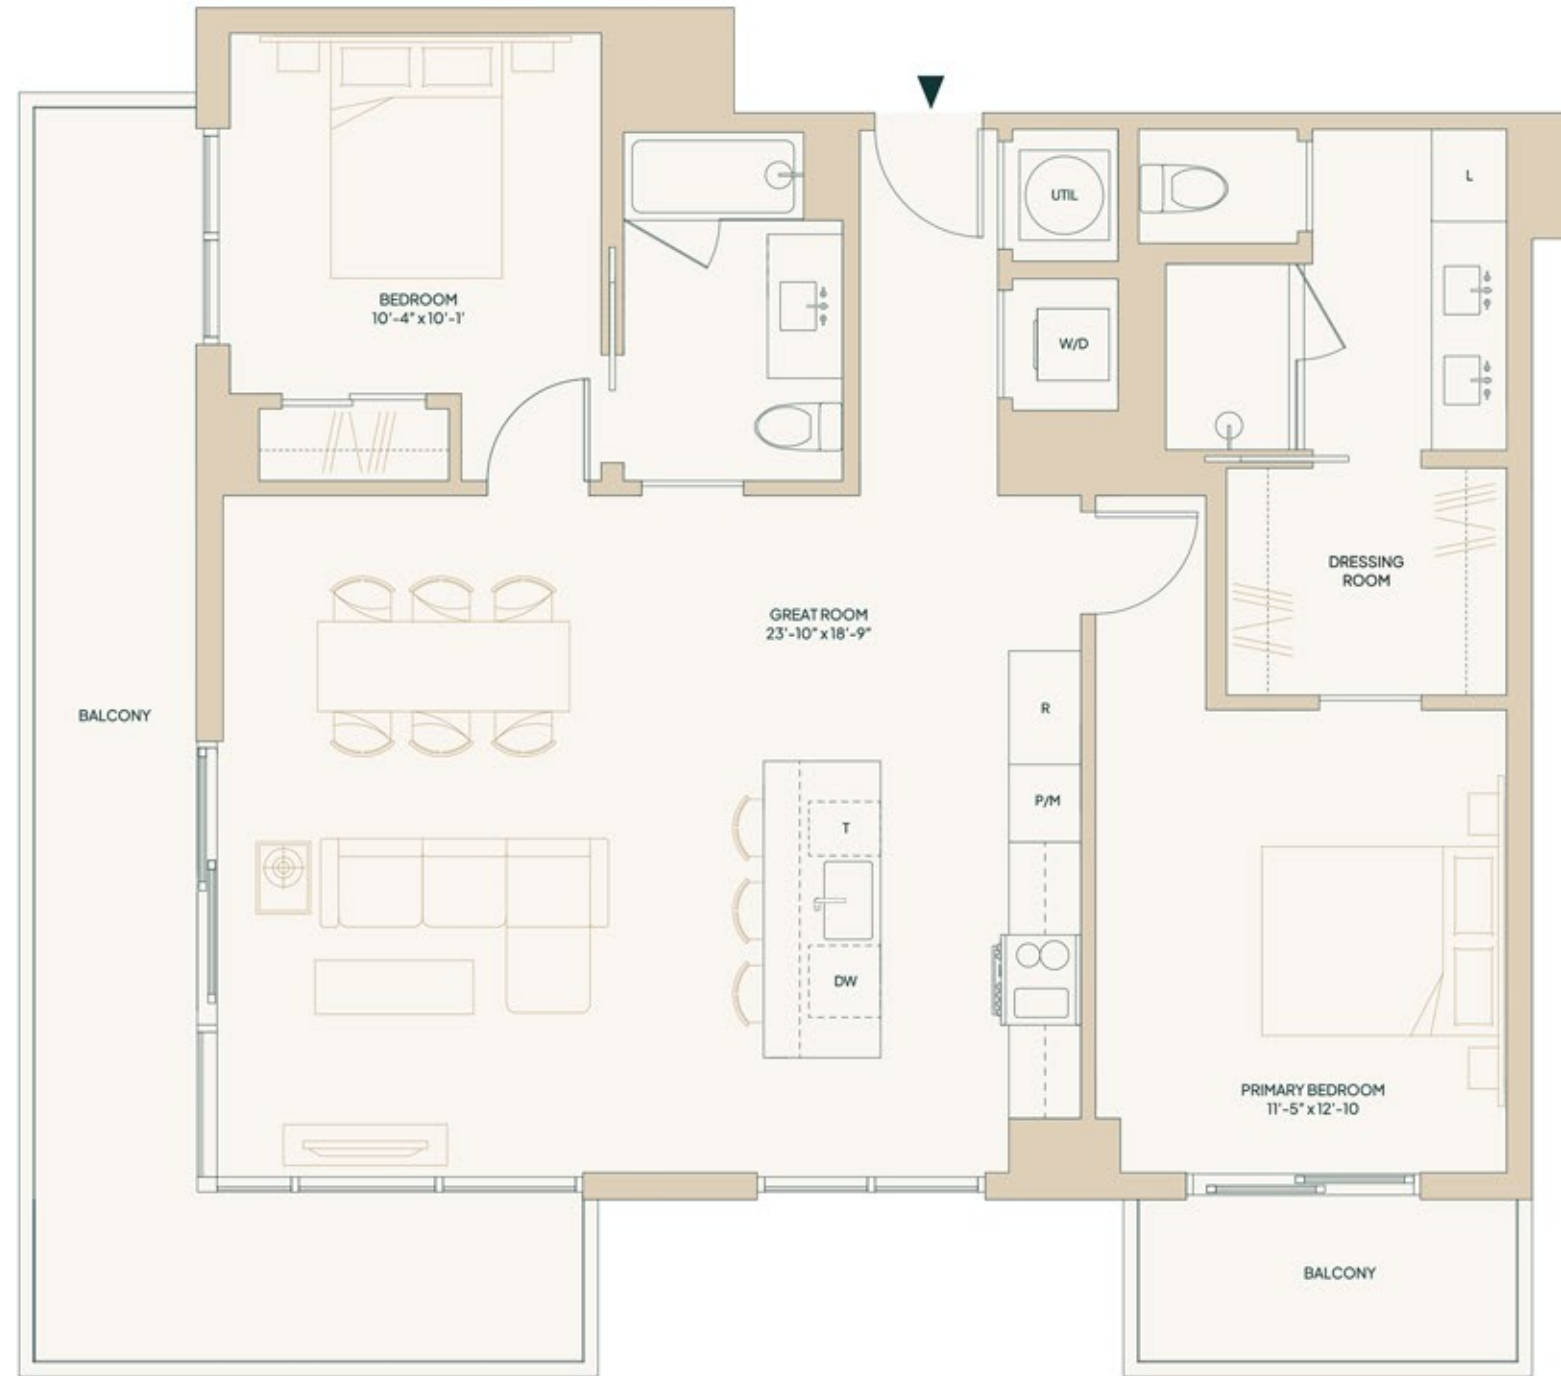 UTIL
L
W/D
BEDROOM
10'-4" x 10'-1'
DRESSING
ROOM
GREAT ROOM
23'-10" x 18'-9"
BALCONY
R
P/M
T
DW
PRIMARY BEDROOM
11'-5" x 12'-10
BALCONY